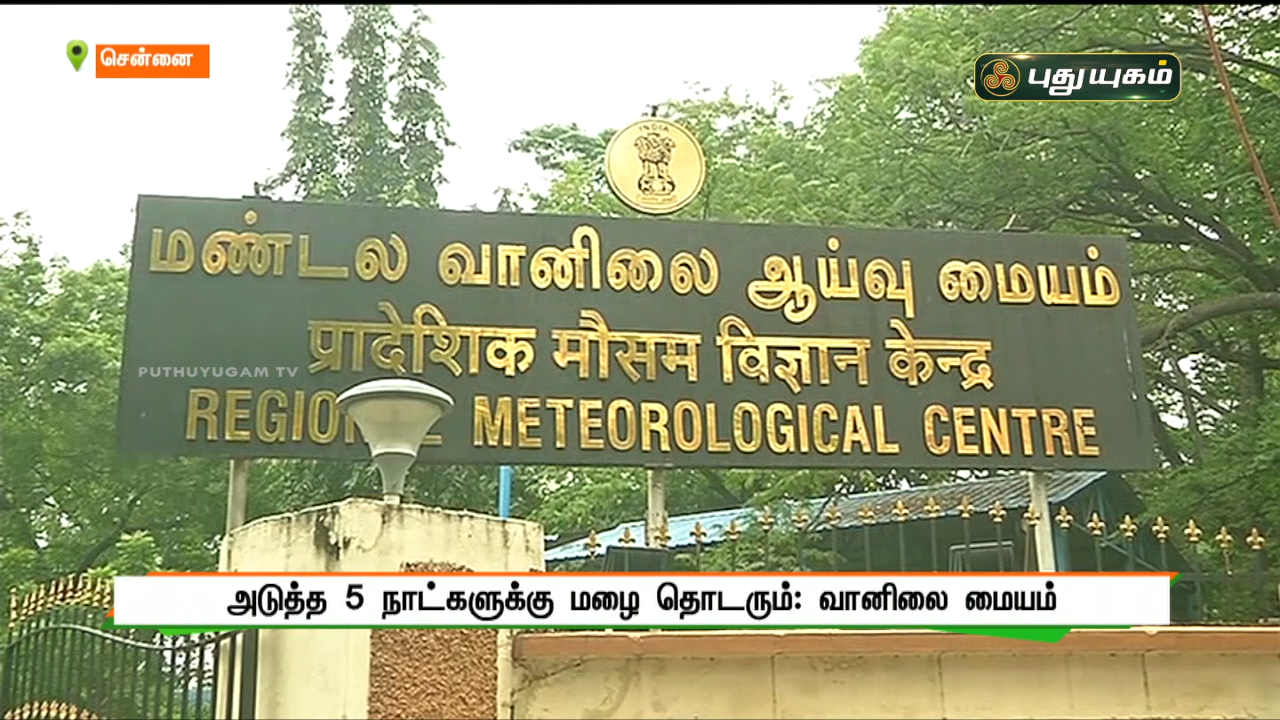 சென்னை
புதுயுகம்
INDIA
மண்டல வானிலை ஆய்வு மையம்
प्रादेशिक मौसम विज्ञान केन्द्र
PUTHUYUGAM TV
METEOROLOGICAL CENTRE
அடுத்த 5 நாட்களுக்கு மழை தொடரும்: வானிலை மையம்